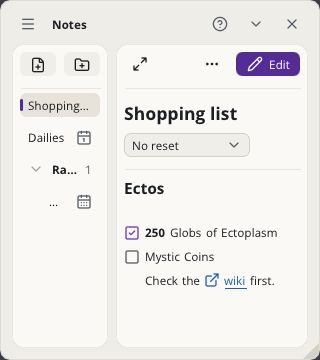 Notes
Edit
Shopping...
Dailies
Ra... 1
...
Shopping list
No reset
Ectos
250 Globs of Ectoplasm
Mystic Coins
Check the wiki first.